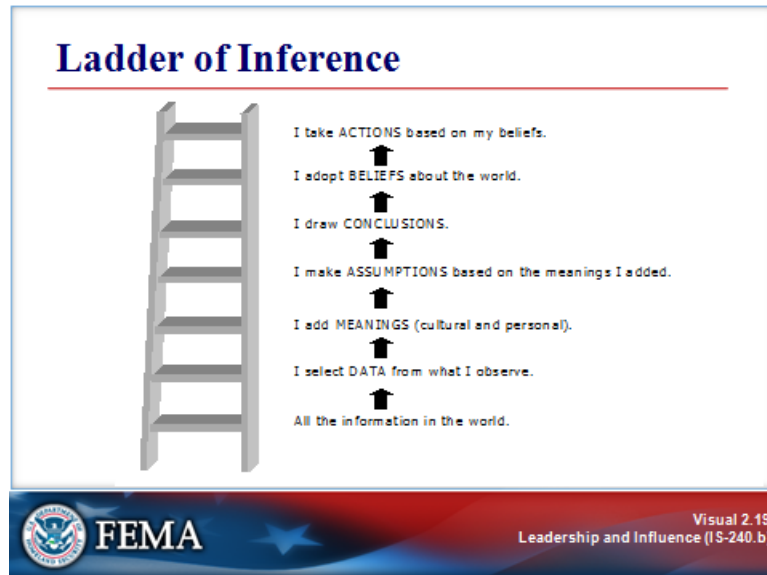 Ladder of Inference
I take ACTIONS based on my beliefs.
I adopt BELIEFS about the world.
I draw CONCLUSIONS.
I make ASSUMPTIONS based on the meanings I added.
I add MEANINGS (cultural and personal).
I select DATA from what I observe.
All the information in the world.
FEMA
Visual 2.19
Leadership and Influence (IS-240.b